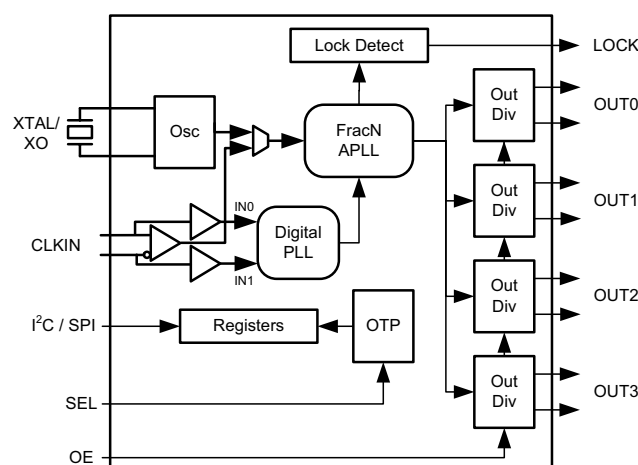 Lock Detect
LOCK
XTAL/
XO
Osc
FracN
APLL
Out
Div
OUT0
Out
Div
OUT1
CLKIN
IN0
IN1
Digital
PLL
Out
Div
OUT2
I²C / SPI
Registers
OTP
Out
Div
OUT3
SEL
OE